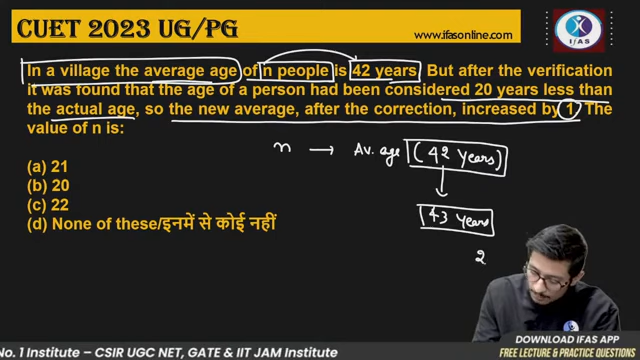 CUET 2023 UG/PG
www.ifasonline.com
iFAS
In a village the average age of n people is 42 years. But after the verification
it was found that the age of a person had been considered 20 years less than
the actual age, so the new average, after the correction, increased by 1. The
value of n is:
n → Av. age (42 years)
(a) 21
(b) 20
(c) 22
(d) None of these/इनमें से कोई नहीं
43 years
2
DOWNLOAD IFAS APP
No. 1 Institute – CSIR UGC NET, GATE & IIT JAM Institute
FREE LECTURE & PRACTICE QUESTIONS